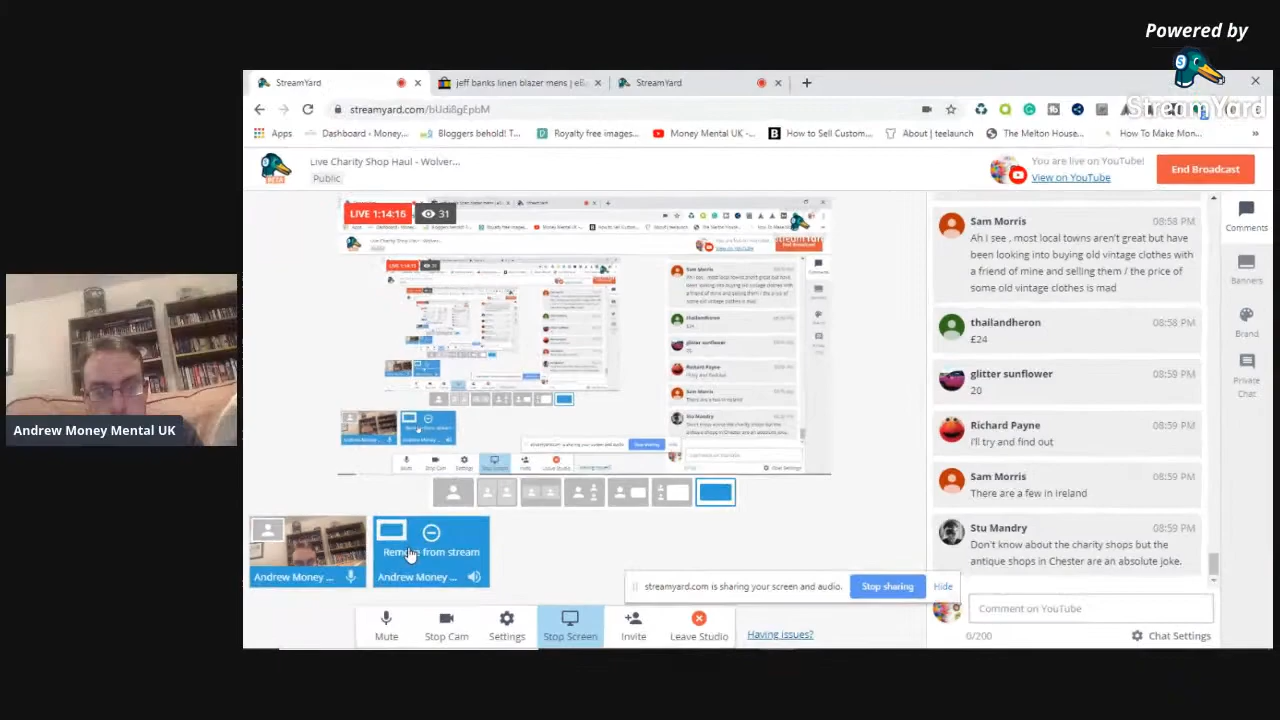 Powered by
StreamYard
StreamYard
jeff banks linen blazer mens | eB
StreamYard
streamyard.com/bUdi8gEpbM
Apps
Dashboard - Money...
Bloggers behold! T...
Royalty free images...
Money Mental UK -...
How to Sell Custom...
About | teelaunch
The Melton House...
How To Make Mon...
Live Charity Shop Haul - Wolver...
Public
BETA
You are live on YouTube!
View on YouTube
End Broadcast
LIVE 1:14:16
31
Sam Morris 08:58 PM
Ah I see , most local towns aren't great but have
been looking into buying old vintage clothes with
a friend of mine and selling them / the price of
some old vintage clothes is mad
thailandheron 08:58 PM
£24
glitter sunflower 08:59 PM
20
Richard Payne 08:59 PM
I'll try and find out
Sam Morris 08:59 PM
There are a few in Ireland
Stu Mandry 08:59 PM
Don't know about the charity shops but the
antique shops in Chester are an absolute joke.
Comments
Banners
Brand
Private
Chat
Andrew Money Mental UK
Andrew Money ...
Remove from stream
Andrew Money ...
streamyard.com is sharing your screen and audio.
Stop sharing
Hide
Mute
Stop Cam
Settings
Stop Screen
Invite
Leave Studio
Having issues?
Comment on YouTube
0/200
Chat Settings